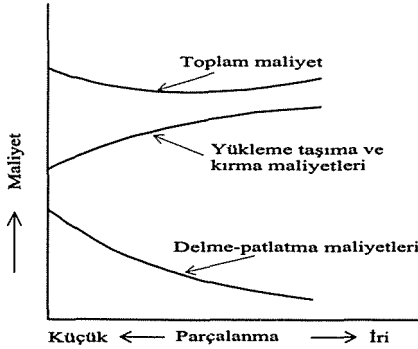 Toplam maliyet
Yükleme taşıma ve
kırma maliyetleri
Delme-patlatma maliyetleri
Maliyet
Küçük
Parçalanma
İri